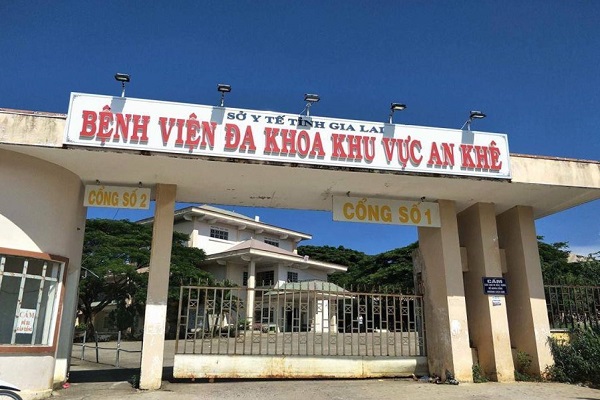 SỞ Y TẾ TỈNH GIA LAI
BỆNH VIỆN ĐA KHOA KHU VỰC AN KHÊ
CỔNG SỐ 2
CỔNG SỐ 1
CẤM
CẤM